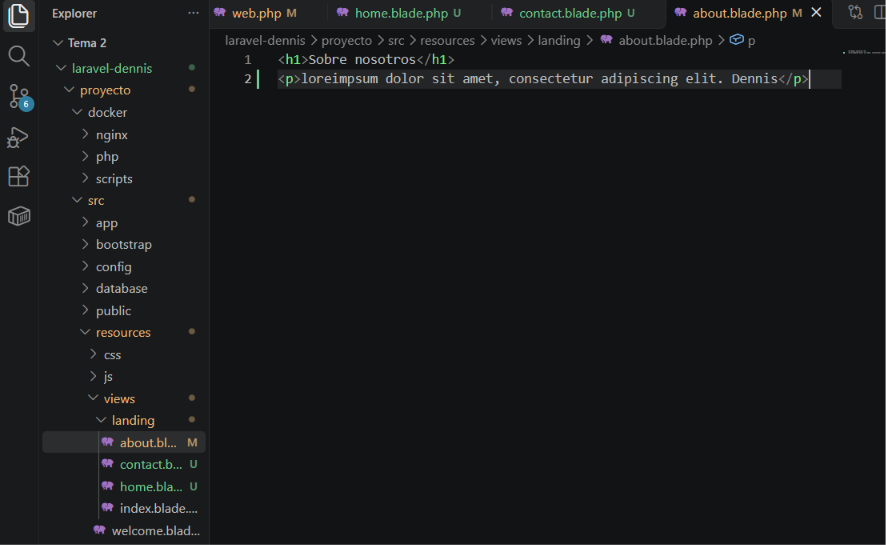 Explorer ···
Tema 2
laravel-dennis
proyecto
docker
nginx
php
scripts
src
app
bootstrap
config
database
public
resources
css
js
views
landing
about.bl... M
contact.b... U
home.bla... U
index.blade....
welcome.blad...
6
web.php M
home.blade.php U
contact.blade.php U
about.blade.php M
laravel-dennis > proyecto > src > resources > views > landing > about.blade.php > p
1 <h1>Sobre nosotros</h1>
2 <p>loreimpsum dolor sit amet, consectetur adipiscing elit. Dennis</p>